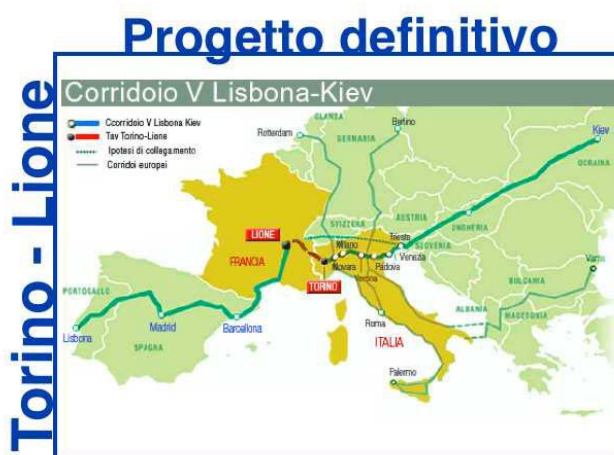 Progetto definitivo
Torino - Lione
Corridoio V Lisbona-Kiev
Ccorridoio V Lisbona Kiev
Tav Torino-Lione
Ipotesi di collegamento
Corridoi europei
OLANDA
Rotterdam
GERMANIA
Berlino
Kiev
UCRAINA
LIONE
FRANCIA
SVIZZERA
AUSTRIA
UNGHERIA
Milano
Trieste
SLOVENIA
Novara
Padova
Venezia
TORINO
Verona
PORTOGALLO
Lisbona
Madrid
Barcellona
SPAGNA
Roma
ITALIA
Palermo
ALBANIA
MACEDONIA
BULGARIA
Varna